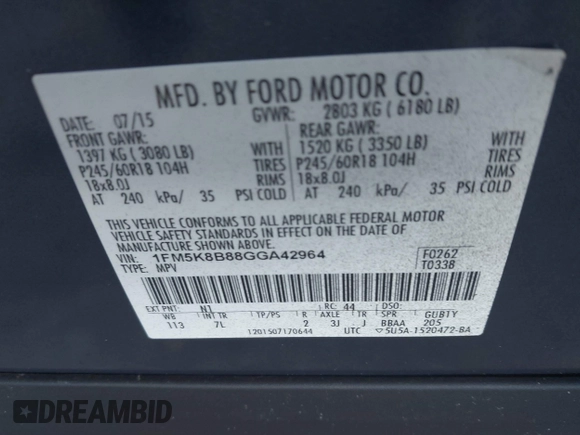 MFD. BY FORD MOTOR CO.
DATE: 07/15 GVWR: 2803 KG ( 6180 LB)
FRONT GAWR: REAR GAWR:
1397 KG ( 3080 LB) WITH 1520 KG ( 3350 LB) WITH
P245/60R18 104H TIRES P245/60R18 104H TIRES
18x8.0J RIMS 18x8.0J RIMS
AT 240 kPa/ 35 PSI COLD AT 240 kPa/ 35 PSI COLD
THIS VEHICLE CONFORMS TO ALL APPLICABLE FEDERAL MOTOR
VEHICLE SAFETY STANDARDS IN EFFECT ON THE DATE OF
MANUFACTURE SHOWN ABOVE.
VIN: 1FM5K8B88GGA42964 F0262
TYPE: MPV T0338
EXT PNT: N1 RC: 44 DSO:
WB INT TR TP/PS R AXLE TR SPR GUBTY
113 7L 2 3J J BBAA 205
12D1507170644 UTC 5U5A-1520472-BA
DREAMBID